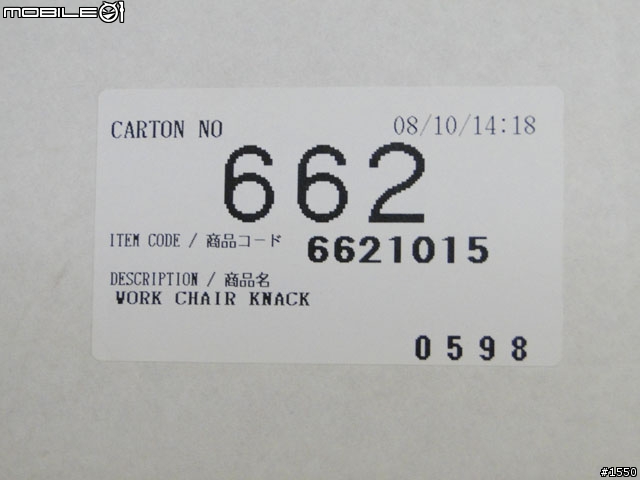 MOBILE01
CARTON NO 08/10/14:18
662
ITEM CODE / 商品コード 6621015
DESCRIPTION / 商品名
WORK CHAIR KNACK
0598
#1550